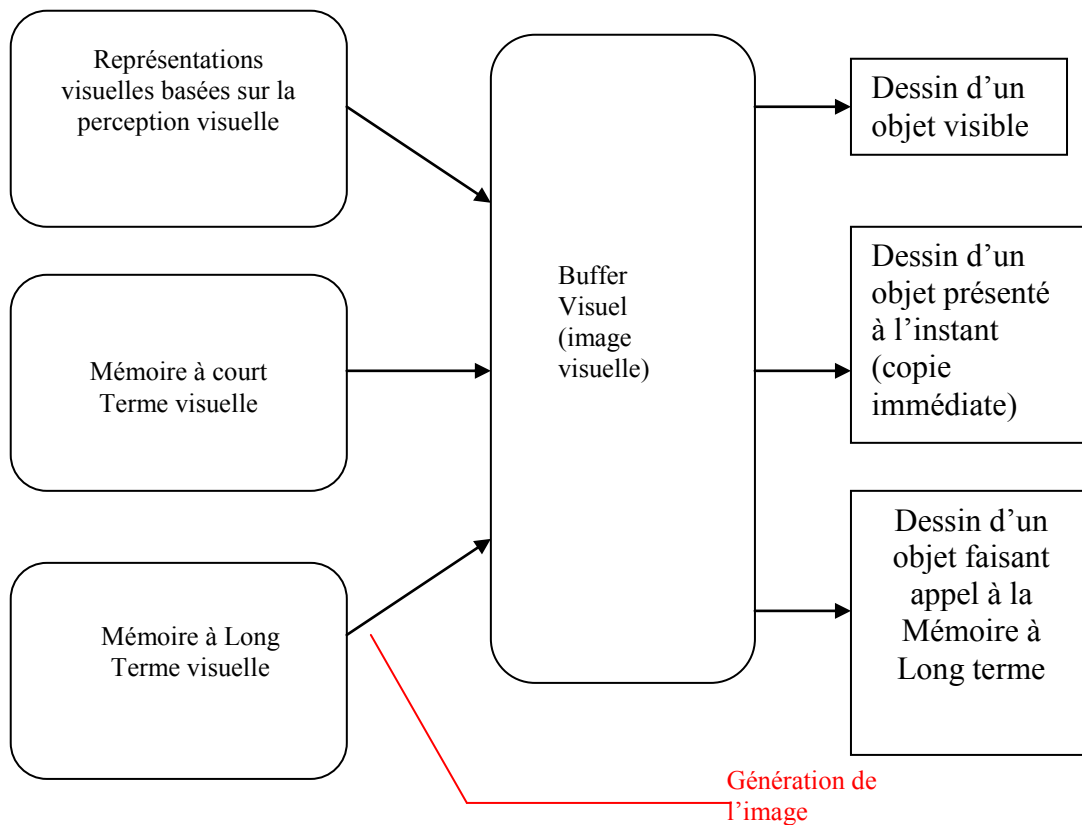 Représentations
visuelles basées sur la
perception visuelle
Mémoire à court
Terme visuelle
Mémoire à Long
Terme visuelle
Buffer
Visuel
(image
visuelle)
Dessin d’un
objet visible
Dessin d’un
objet présenté
à l’instant
(copie
immédiate)
Dessin d’un
objet faisant
appel à la
Mémoire à
Long terme
Génération de
l’image